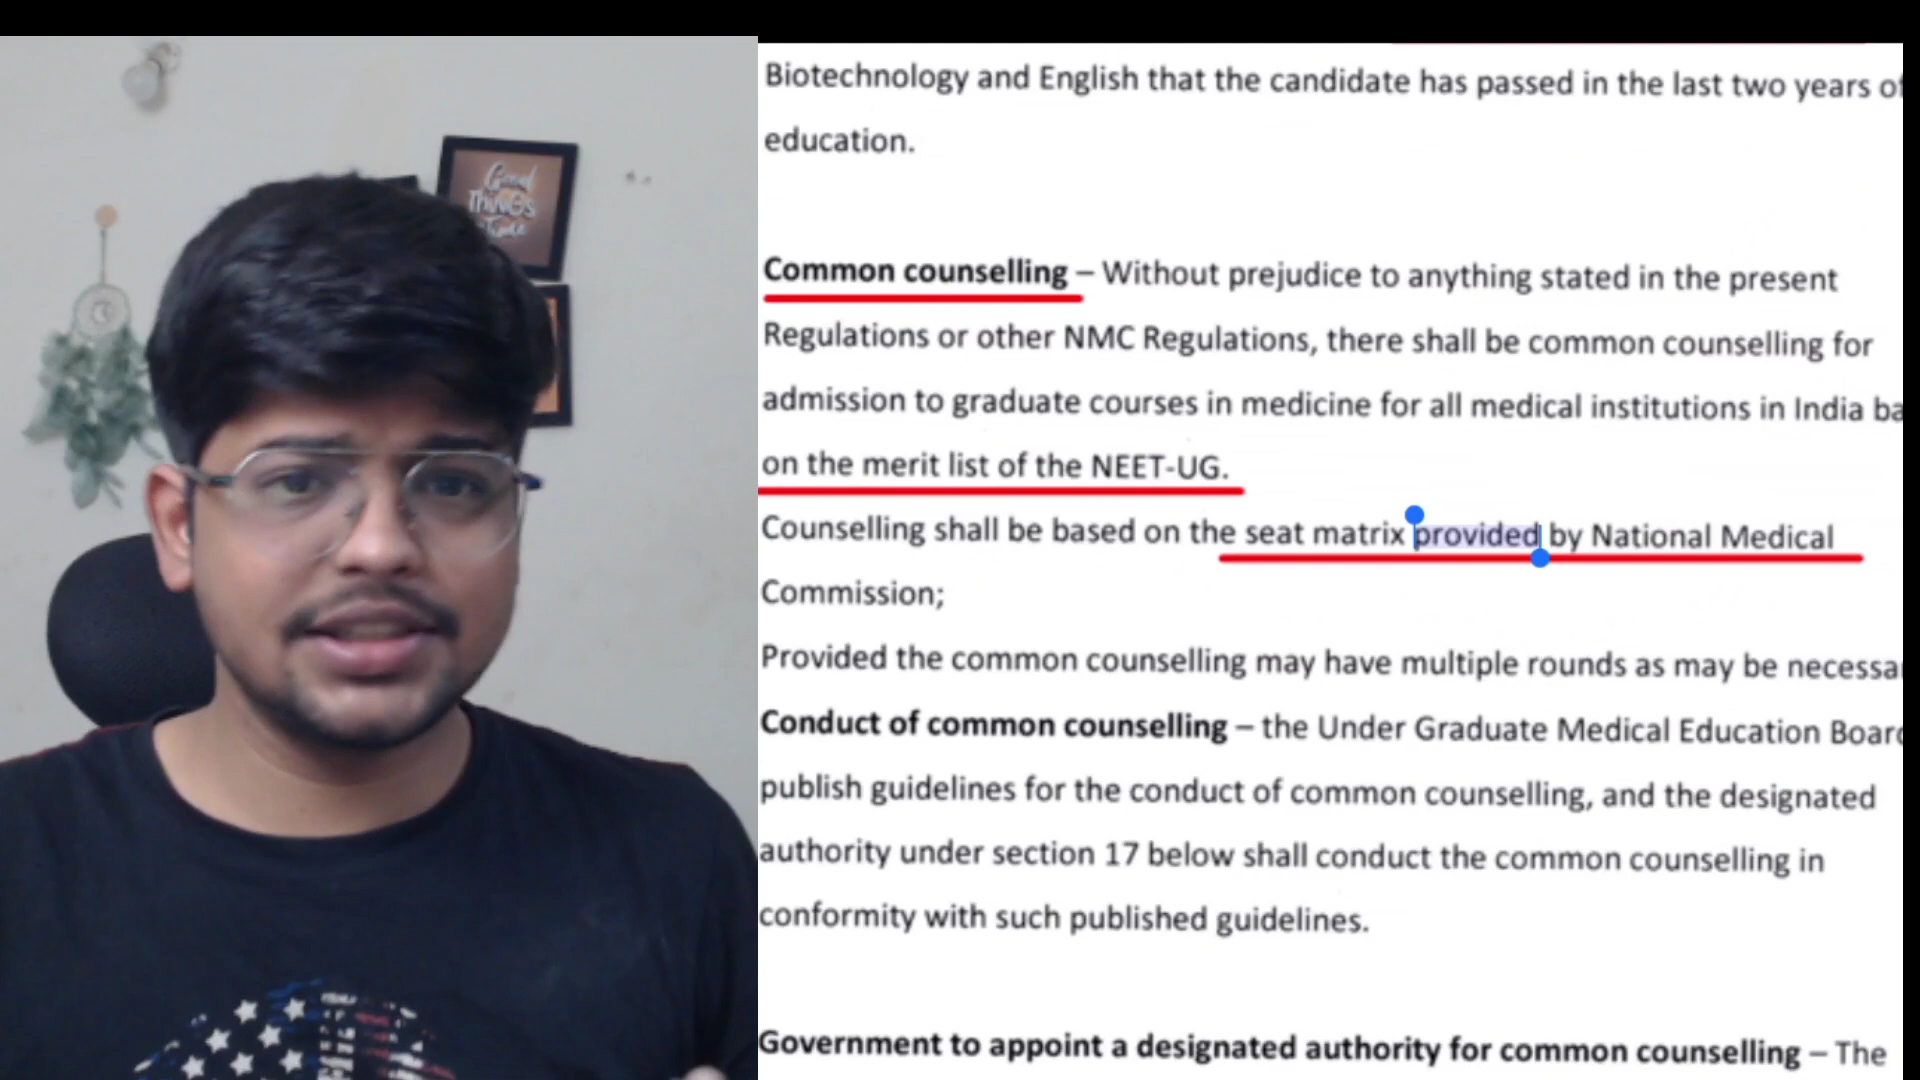 Good
Things
Time
Biotechnology and English that the candidate has passed in the last two years of
education.
Common counselling – Without prejudice to anything stated in the present
Regulations or other NMC Regulations, there shall be common counselling for
admission to graduate courses in medicine for all medical institutions in India ba
on the merit list of the NEET-UG.
Counselling shall be based on the seat matrix provided by National Medical
Commission;
Provided the common counselling may have multiple rounds as may be necessa
Conduct of common counselling – the Under Graduate Medical Education Board
publish guidelines for the conduct of common counselling, and the designated
authority under section 17 below shall conduct the common counselling in
conformity with such published guidelines.
Government to appoint a designated authority for common counselling – The